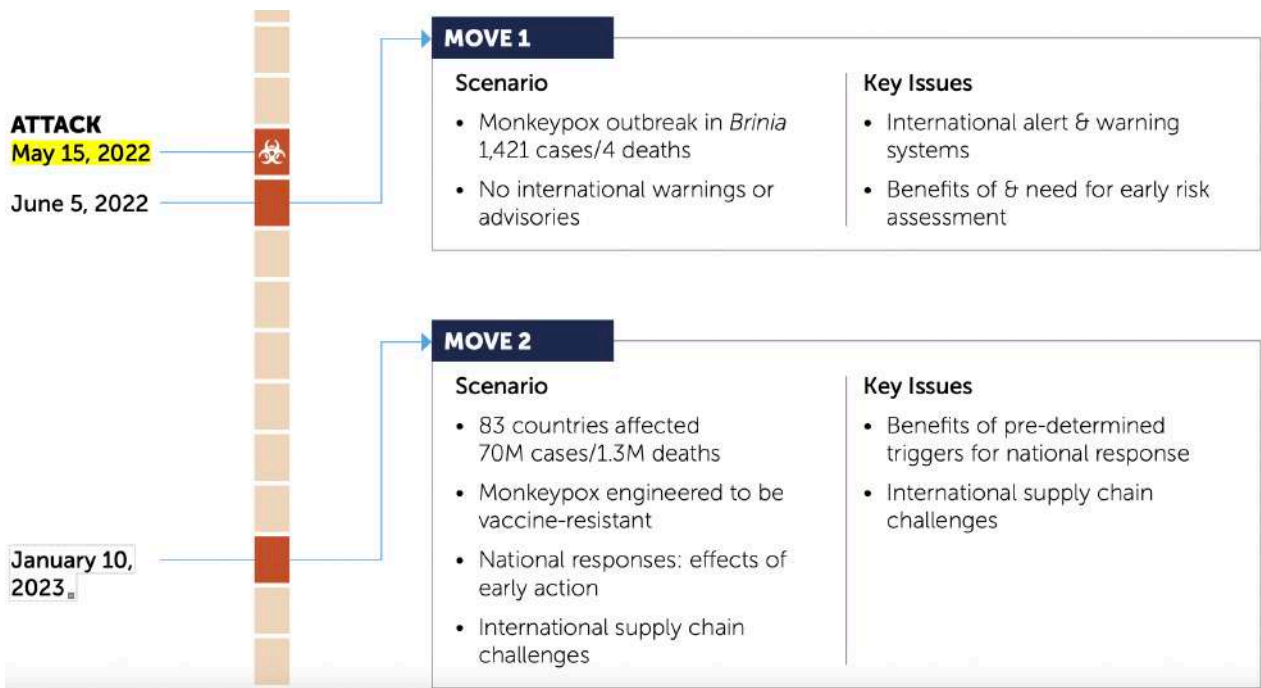 ATTACK
May 15, 2022
June 5, 2022
MOVE 1
Scenario
• Monkeypox outbreak in Brinia
1,421 cases/4 deaths
• No international warnings or
advisories
Key Issues
• International alert & warning
systems
• Benefits of & need for early risk
assessment
January 10,
2023
MOVE 2
Scenario
• 83 countries affected
70M cases/1.3M deaths
• Monkeypox engineered to be
vaccine-resistant
• National responses: effects of
early action
• International supply chain
challenges
Key Issues
• Benefits of pre-determined
triggers for national response
• International supply chain
challenges